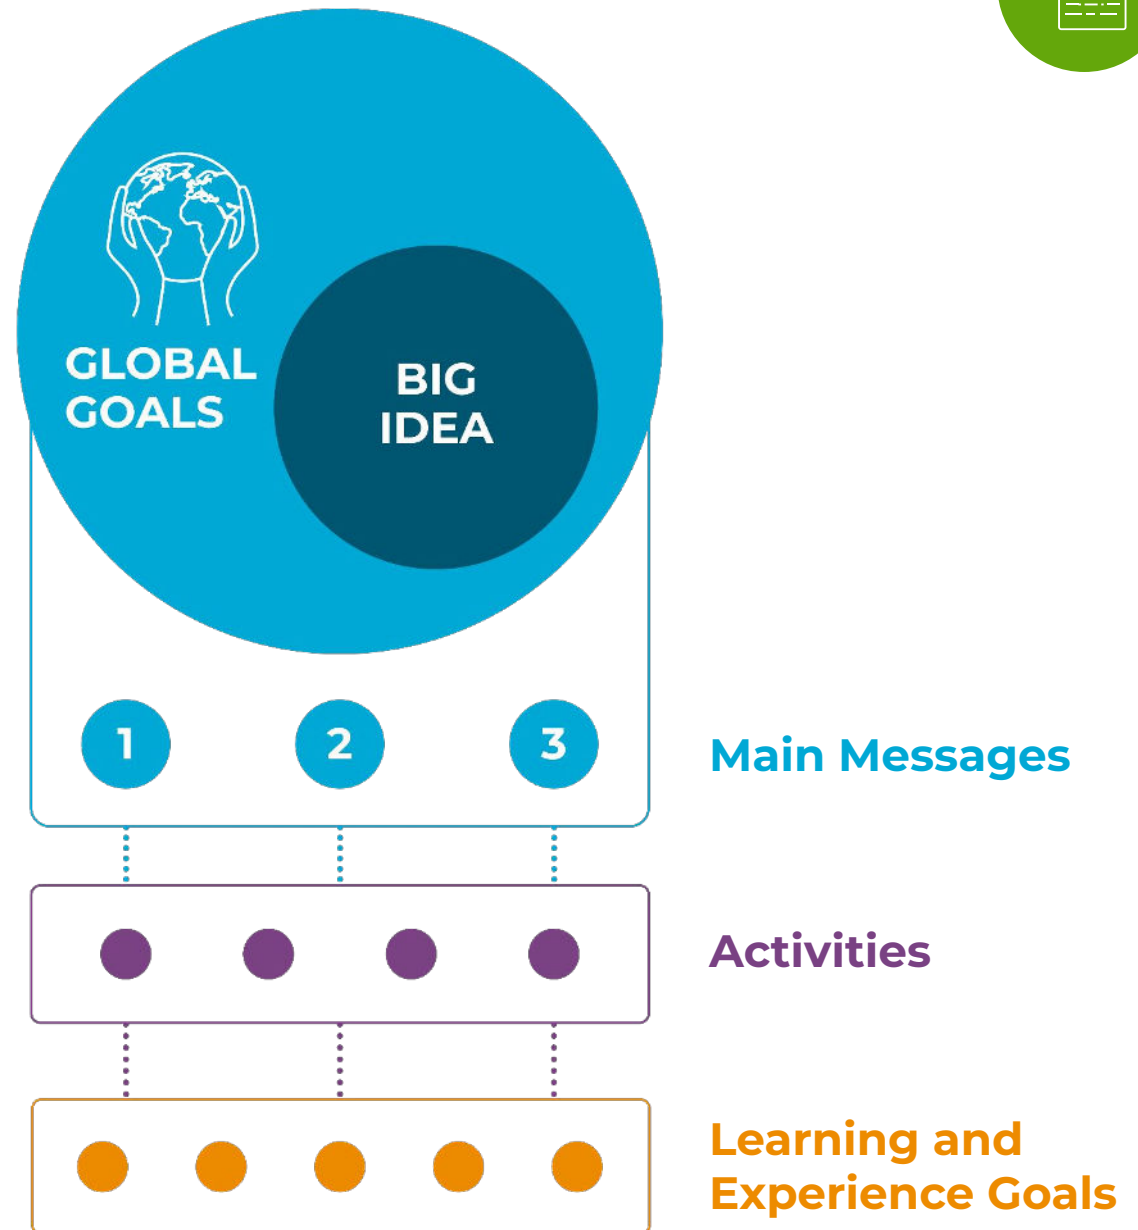 GLOBAL
GOALS
BIG
IDEA
1 2 3
Main Messages
Activities
Learning and
Experience Goals